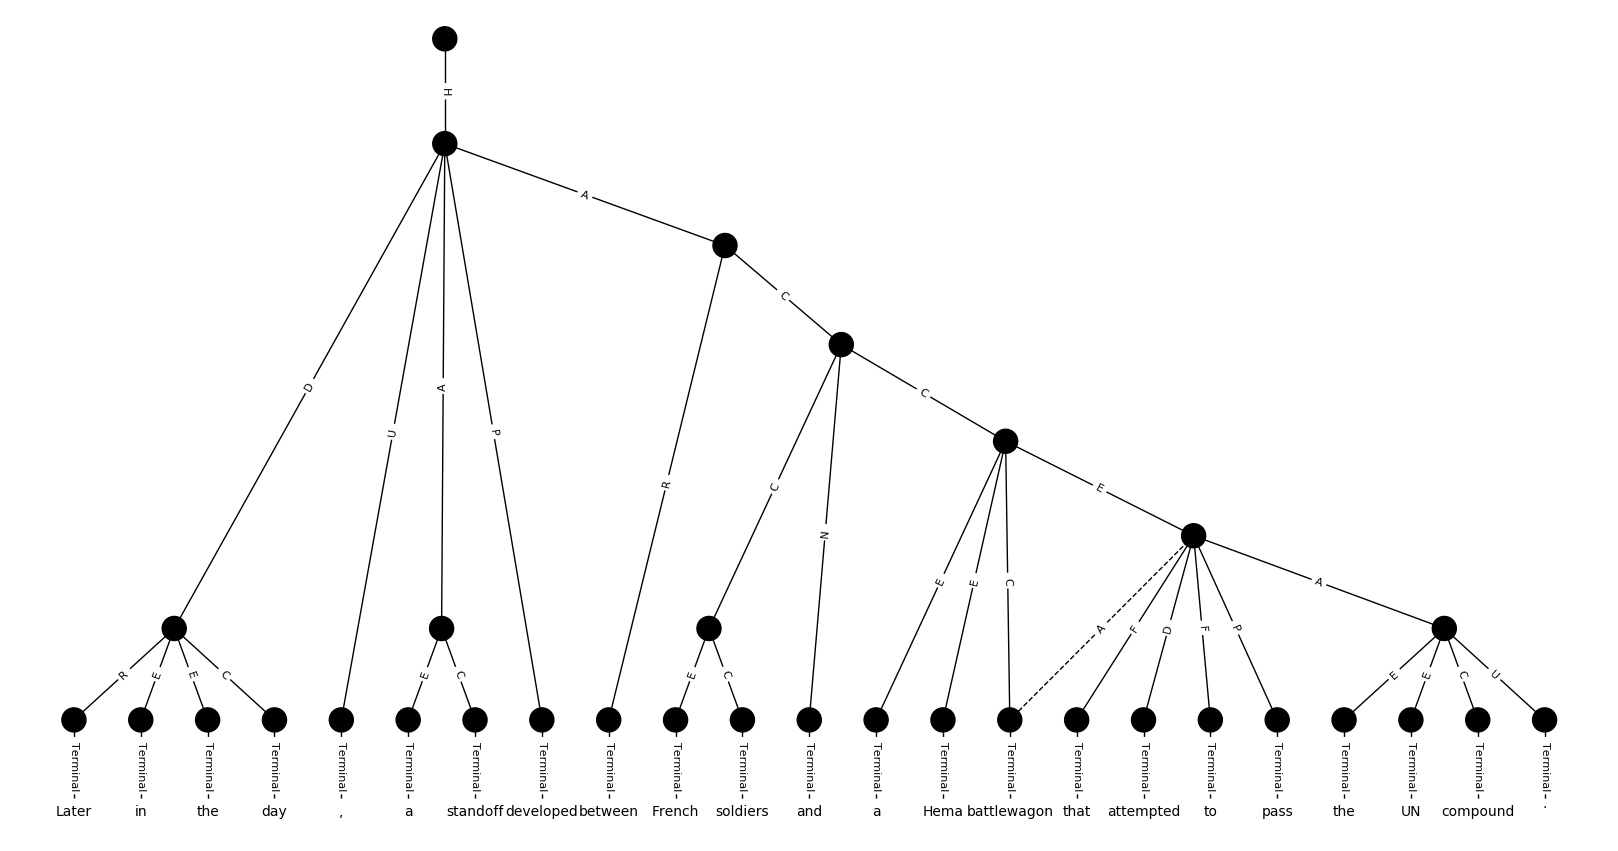 H
A
D
U
A
P
C
C
R
C
N
E
E
E
C
A
F
D
F
P
A
R
E
E
C
E
C
E
C
E
E
C
U
Terminal Terminal Terminal Terminal Terminal Terminal Terminal Terminal Terminal Terminal Terminal Terminal Terminal Terminal Terminal Terminal Terminal Terminal Terminal Terminal Terminal Terminal Terminal
Later in the day , a standoff developed between French soldiers and a Hema battlewagon that attempted to pass the UN compound .